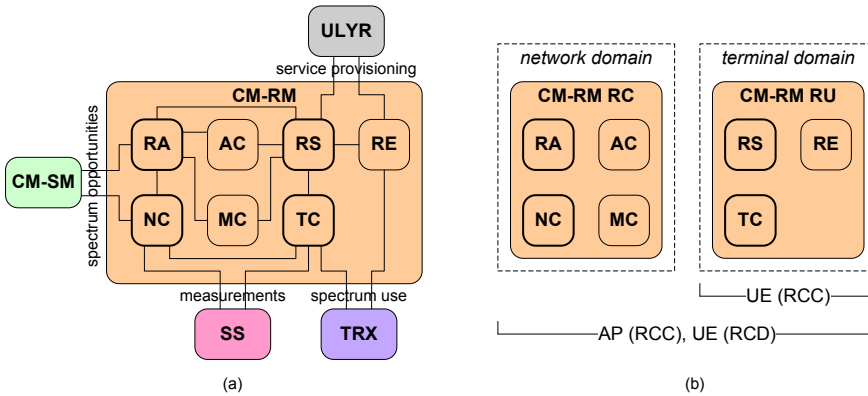 ULYR
service provisioning
CM-RM
RA
AC
RS
RE
CM-SM
spectrum opportunities
NC
MC
TC
measurements
spectrum use
SS
TRX
(a)
network domain
terminal domain
CM-RM RC
CM-RM RU
RA
AC
RS
RE
NC
MC
TC
UE (RCC)
AP (RCC), UE (RCD)
(b)